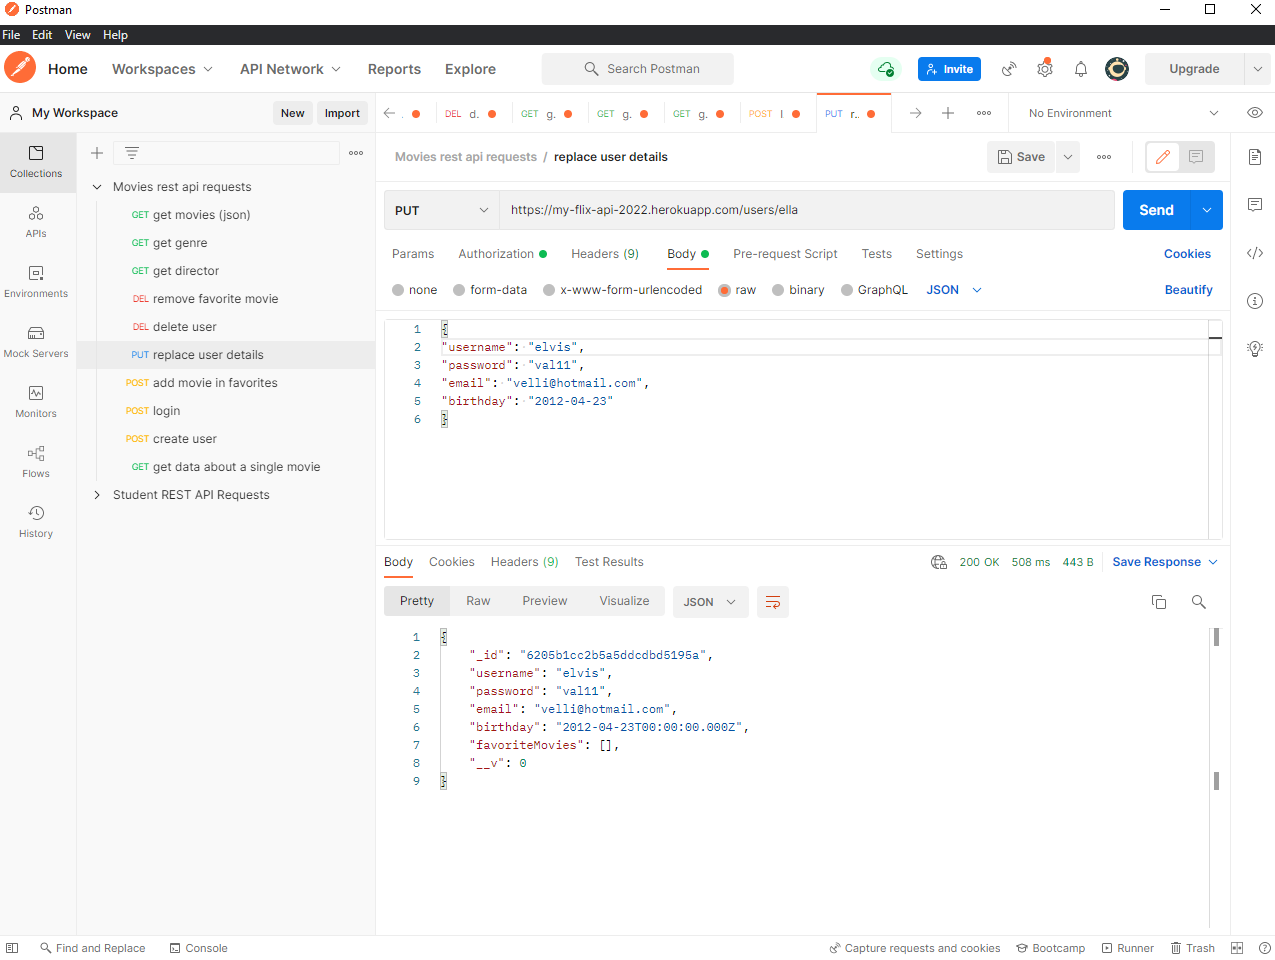 Postman
File Edit View Help
Home Workspaces API Network Reports Explore Search Postman Invite Upgrade
My Workspace New Import
DEL d. GET g. GET g. GET g. POST l PUT r.. No Environment
Collections
APIs
Environments
Mock Servers
Monitors
Flows
History
Movies rest api requests
GET get movies (json)
GET get genre
GET get director
DEL remove favorite movie
DEL delete user
PUT replace user details
POST add movie in favorites
POST login
POST create user
GET get data about a single movie
Student REST API Requests
Movies rest api requests / replace user details Save
PUT https://my-flix-api-2022.herokuapp.com/users/ella Send
Params Authorization Headers (9) Body Pre-request Script Tests Settings Cookies
none form-data x-www-form-urlencoded raw binary GraphQL JSON Beautify
1 {
2 "username": "elvis",
3 "password": "val11",
4 "email": "velli@hotmail.com",
5 "birthday": "2012-04-23"
6 }
Body Cookies Headers (9) Test Results 200 OK 508 ms 443 B Save Response
Pretty Raw Preview Visualize JSON
1 {
2 "_id": "6205b1cc2b5a5ddcdbd5195a",
3 "username": "elvis",
4 "password": "val11",
5 "email": "velli@hotmail.com",
6 "birthday": "2012-04-23T00:00:00.000Z",
7 "favoriteMovies": [],
8 "__v": 0
9 }
Find and Replace Console Capture requests and cookies Bootcamp Runner Trash